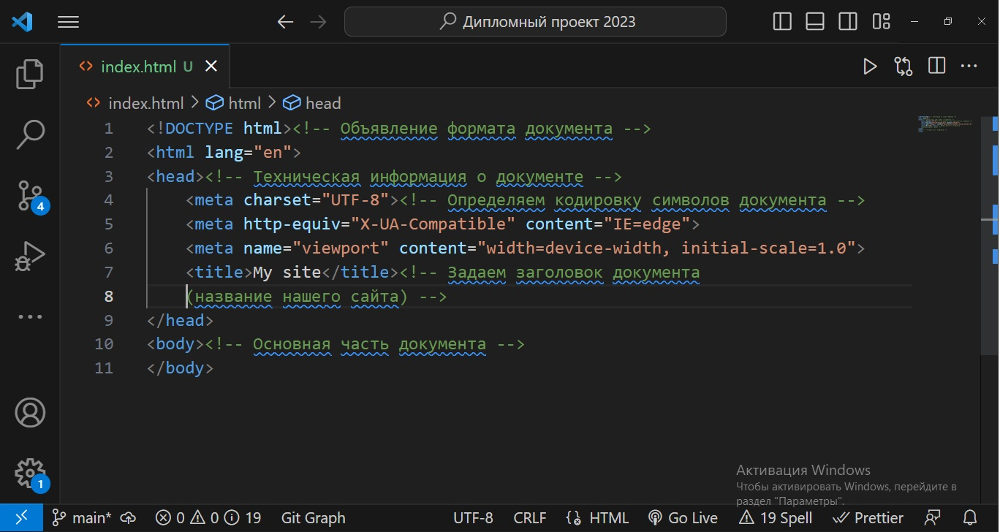 Дипломный проект 2023
index.html U
index.html > html > head
1 <!DOCTYPE html><!-- Объявление формата документа -->
2 <html lang="en">
3 <head><!-- Техническая информация о документе -->
4 <meta charset="UTF-8"><!-- Определяем кодировку символов документа -->
5 <meta http-equiv="X-UA-Compatible" content="IE=edge">
6 <meta name="viewport" content="width=device-width, initial-scale=1.0">
7 <title>My site</title><!-- Задаем заголовок документа
8 (название нашего сайта) -->
9 </head>
10 <body><!-- Основная часть документа -->
11 </body>
4
1
Активация Windows
Чтобы активировать Windows, перейдите в
раздел "Параметры".
main* 0 0 19 Git Graph UTF-8 CRLF HTML Go Live 19 Spell Prettier